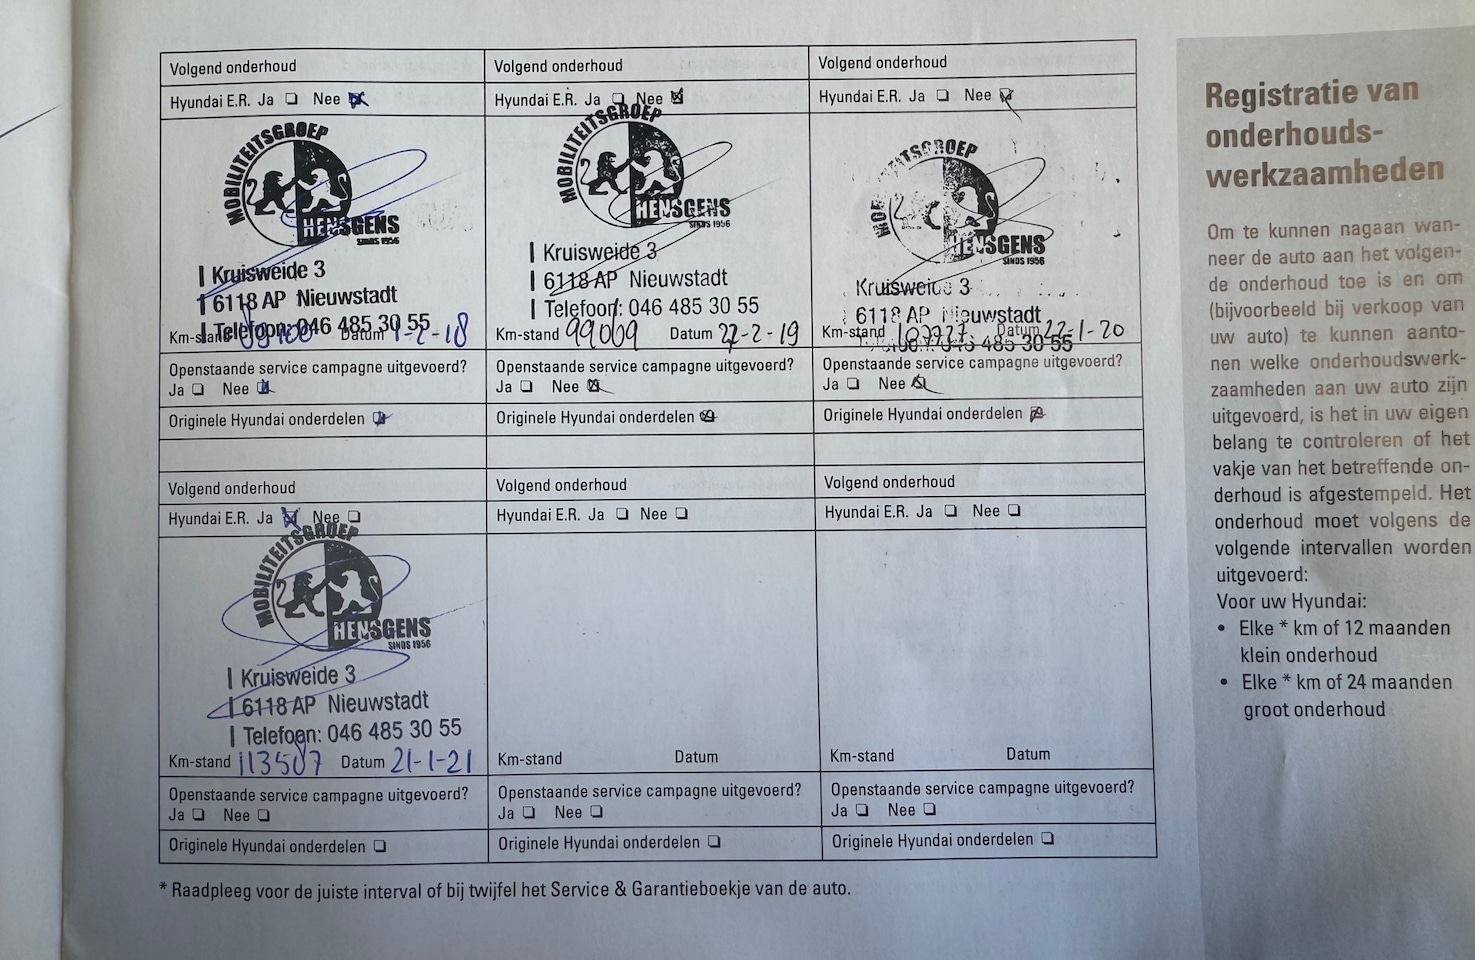 Volgend onderhoud
Hyundai E.R. Ja Nee
MOBILITEITSGROEP
HENSGENS
SINDS 1956
Kruisweide 3
6118 AP Nieuwstadt
Telefoon: 046 485 30 55
Km-stand Datum 1-2-18
Openstaande service campagne uitgevoerd?
Ja Nee
Originele Hyundai onderdelen
Volgend onderhoud
Hyundai E.R. Ja Nee
MOBILITEITSGROEP
HENSGENS
SINDS 1956
Kruisweide 3
6118 AP Nieuwstadt
Telefoon: 046 485 30 55
Km-stand 99009 Datum 22-2-19
Openstaande service campagne uitgevoerd?
Ja Nee
Originele Hyundai onderdelen
Volgend onderhoud
Hyundai E.R. Ja Nee
HENSGENS
SINDS 1956
Kruisweide 3
6118 AP Nieuwstadt
046 485 30 55
Km-stand Datum 22-1-20
Openstaande service campagne uitgevoerd?
Ja Nee
Originele Hyundai onderdelen
Volgend onderhoud
Hyundai E.R. Ja Nee
MOBILITEITSGROEP
HENSGENS
SINDS 1956
Kruisweide 3
6118 AP Nieuwstadt
Telefoon: 046 485 30 55
Km-stand 113507 Datum 21-1-21
Openstaande service campagne uitgevoerd?
Ja Nee
Originele Hyundai onderdelen
Volgend onderhoud
Hyundai E.R. Ja Nee
Km-stand Datum
Openstaande service campagne uitgevoerd?
Ja Nee
Originele Hyundai onderdelen
Volgend onderhoud
Hyundai E.R. Ja Nee
Km-stand Datum
Openstaande service campagne uitgevoerd?
Ja Nee
Originele Hyundai onderdelen
* Raadpleeg voor de juiste interval of bij twijfel het Service & Garantieboekje van de auto.
Registratie van
onderhouds-
werkzaamheden
Om te kunnen nagaan wan-
neer de auto aan het volgen-
de onderhoud toe is en om
(bijvoorbeeld bij verkoop van
uw auto) te kunnen aanto-
nen welke onderhoudswerk-
zaamheden aan uw auto zijn
uitgevoerd, is het in uw eigen
belang te controleren of het
vakje van het betreffende on-
derhoud is afgestempeld. Het
onderhoud moet volgens de
volgende intervallen worden
uitgevoerd:
Voor uw Hyundai:
• Elke * km of 12 maanden
klein onderhoud
• Elke * km of 24 maanden
groot onderhoud